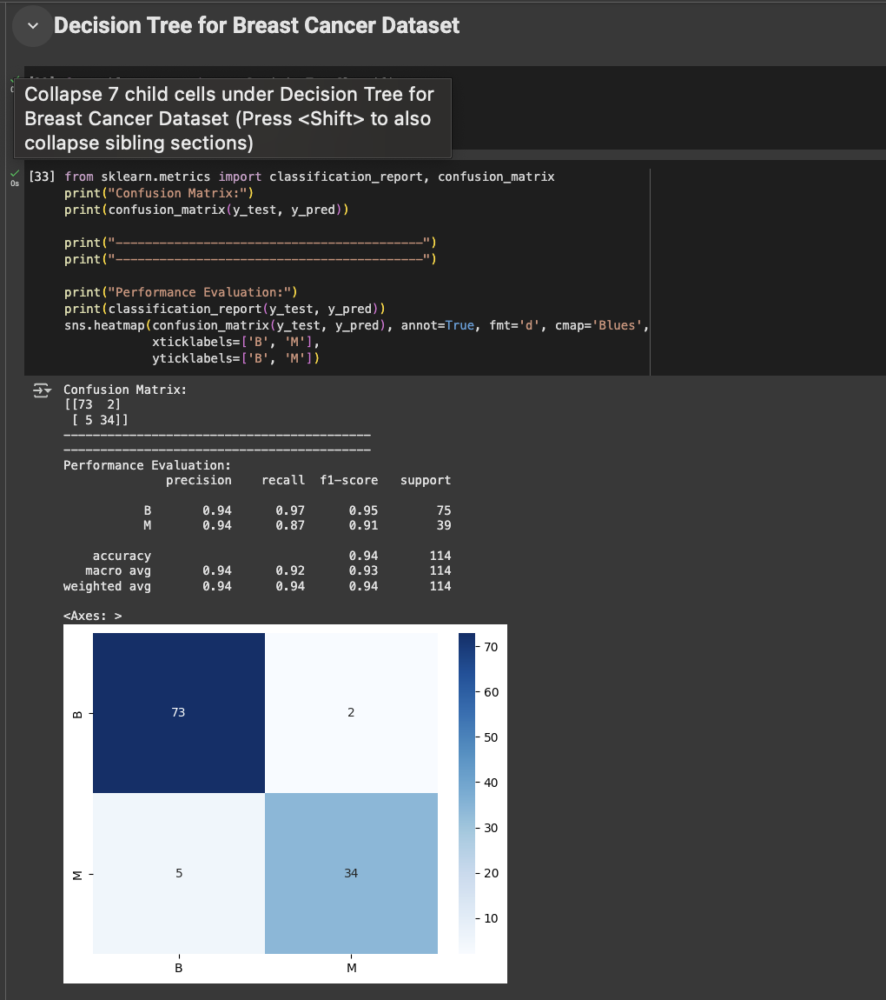 Decision Tree for Breast Cancer Dataset
Collapse 7 child cells under Decision Tree for
Breast Cancer Dataset (Press <Shift> to also
collapse sibling sections)
0s
[33] from sklearn.metrics import classification_report, confusion_matrix
print("Confusion Matrix:")
print(confusion_matrix(y_test, y_pred))
print("------------------------------------------")
print("------------------------------------------")
print("Performance Evaluation:")
print(classification_report(y_test, y_pred))
sns.heatmap(confusion_matrix(y_test, y_pred), annot=True, fmt='d', cmap='Blues',
xticklabels=['B', 'M'],
yticklabels=['B', 'M'])
Confusion Matrix:
[[73  2]
[ 5 34]]
------------------------------------------
------------------------------------------
Performance Evaluation:
precision recall f1-score support
B 0.94 0.97 0.95 75
M 0.94 0.87 0.91 39
accuracy 0.94 114
macro avg 0.94 0.92 0.93 114
weighted avg 0.94 0.94 0.94 114
<Axes: >
70
60
50
40
30
20
10
B
73
2
M
5
34
B
M